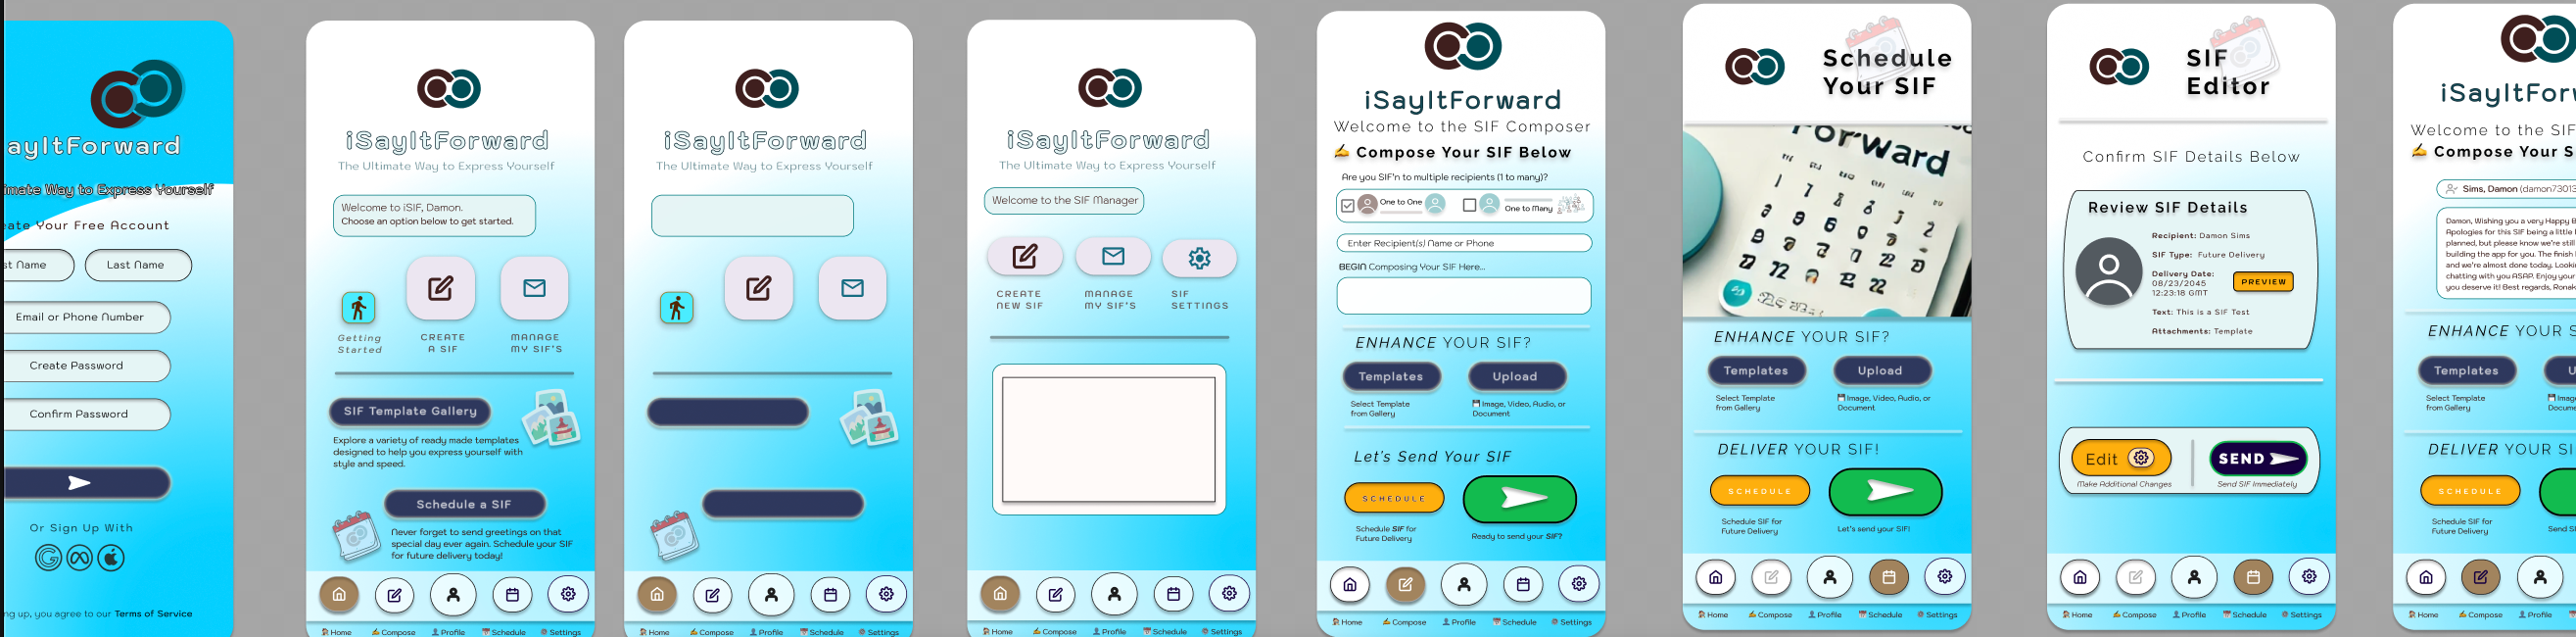 ayItForward
imate Way to Express Yourself
eate Your Free Account
st Name
Last Name
Email or Phone Number
Create Password
Confirm Password
Or Sign Up With
ng up, you agree to our Terms of Service
iSayItForward
The Ultimate Way to Express Yourself
Welcome to iSIF, Damon.
Choose an option below to get started.
Getting
Started
CREATE
A SIF
MANAGE
MY SIF'S
SIF Template Gallery
Explore a variety of ready made templates
designed to help you express yourself with
style and speed.
Schedule a SIF
Never forget to send greetings on that
special day ever again. Schedule your SIF
for future delivery today!
Home
Compose
Profile
Schedule
Settings
iSayItForward
The Ultimate Way to Express Yourself
Home
Compose
Profile
Schedule
Settings
iSayItForward
The Ultimate Way to Express Yourself
Welcome to the SIF Manager
CREATE
NEW SIF
MANAGE
MY SIF'S
SIF
SETTINGS
Home
Compose
Profile
Schedule
Settings
iSayItForward
Welcome to the SIF Composer
✍️ Compose Your SIF Below
Are you SIF'n to multiple recipients (1 to many)?
One to One
One to Many
Enter Recipient(s) Name or Phone
BEGIN Composing Your SIF Here...
ENHANCE YOUR SIF?
Templates
Upload
Select Template
from Gallery
💾 Image, Video, Audio, or
Document
Let's Send Your SIF
SCHEDULE
Schedule SIF for
Future Delivery
Ready to send your SIF?
Home
Compose
Profile
Schedule
Settings
Schedule
Your SIF
Forward
ENHANCE YOUR SIF?
Templates
Upload
Select Template
from Gallery
💾 Image, Video, Audio, or
Document
DELIVER YOUR SIF!
SCHEDULE
Schedule SIF for
Future Delivery
Let's send your SIF!
Home
Compose
Profile
Schedule
Settings
SIF
Editor
Confirm SIF Details Below
Review SIF Details
Recipient: Damon Sims
SIF Type: Future Delivery
Delivery Date:
08/23/2045
12:23:18 GMT
PREVIEW
Text: This is a SIF Test
Attachments: Template
Edit
Make Additional Changes
SEND
Send SIF Immediately
Home
Compose
Profile
Schedule
Settings
iSayItForw
Welcome to the SIF
✍️ Compose Your S
Sims, Damon (damon73013
Damon, Wishing you a very Happy B
Apologies for this SIF being a little
planned, but please know we're still
building the app for you. The finish
and we're almost done today. Looki
chatting with you ASAP. Enjoy your
you deserve it! Best regards, Ronak
ENHANCE YOUR S
Templates
U
Select Template
from Gallery
💾 Image
Docume
DELIVER YOUR SI
SCHEDULE
Schedule SIF for
Future Delivery
Send S
Home
Compose
Profile